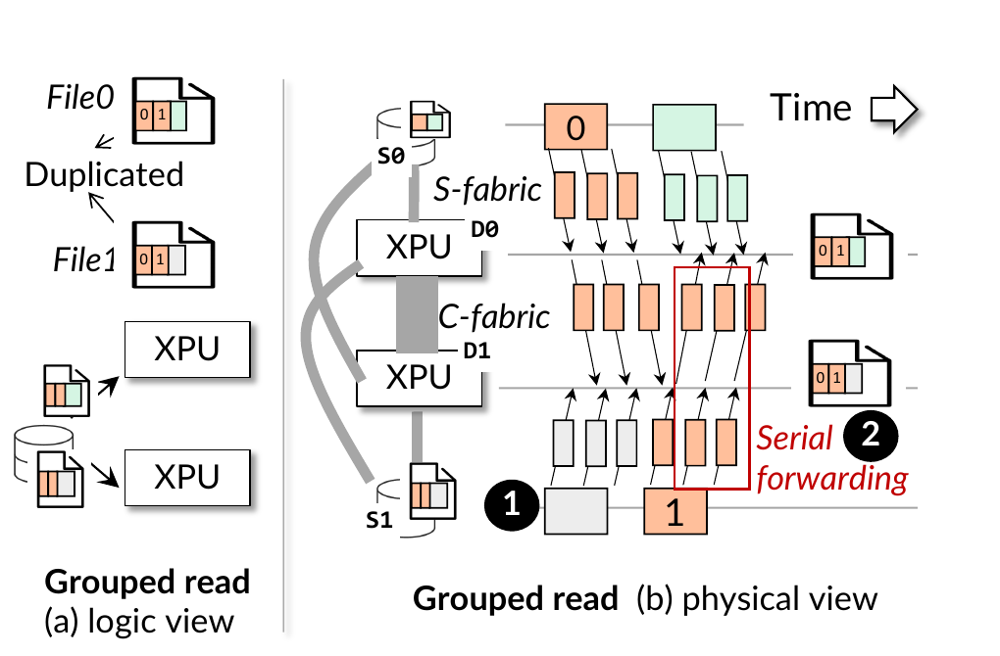 File0
0 1
Duplicated
File1
0 1
XPU
XPU
Grouped read
(a) logic view
S0
S-fabric
XPU
D0
C-fabric
XPU
D1
S1
Time
0
0 1
0 1
Serial 2
forwarding
1
1
Grouped read (b) physical view